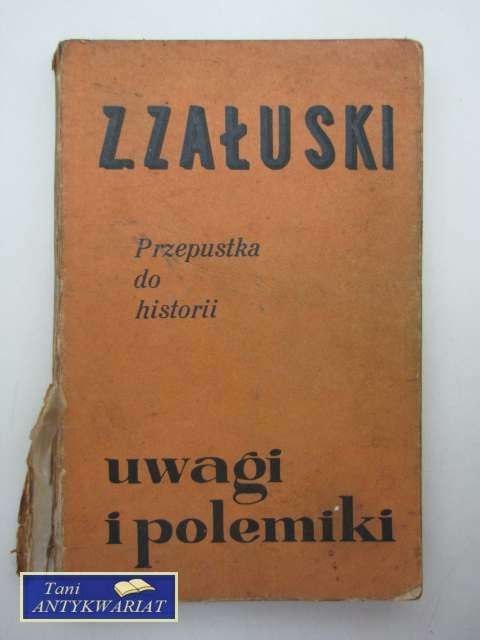 Z.ZAŁUSKI
Przepustka
do
historii
uwagi
i polemiki
Tani
ANTYKWARIAT